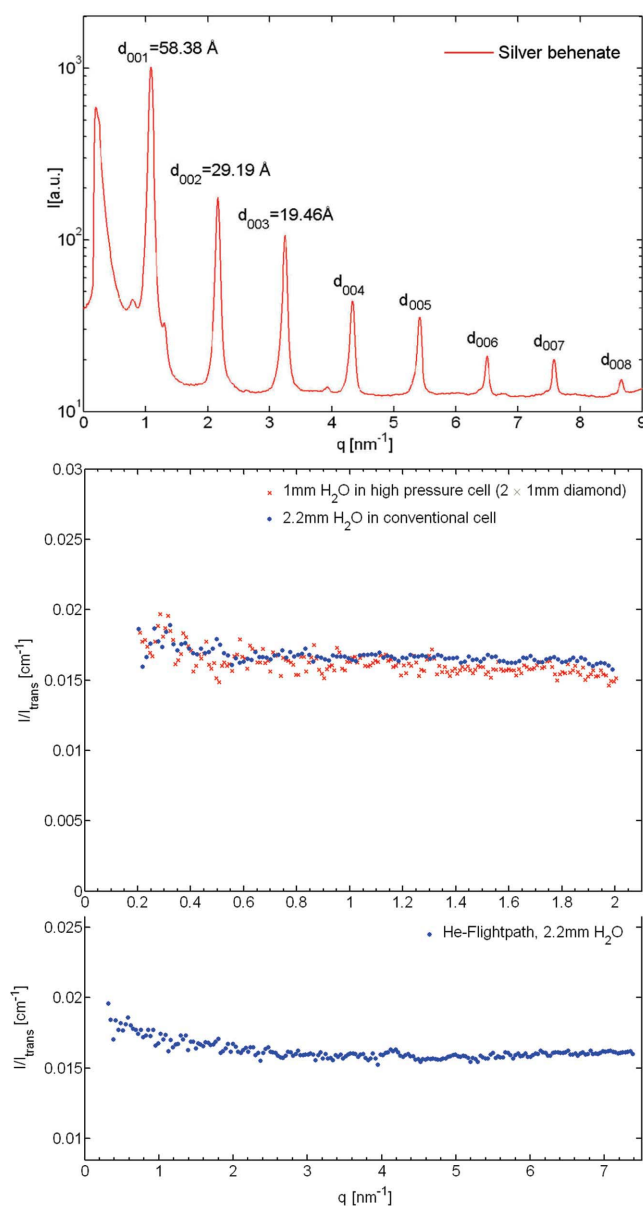 d001=58.38 Å
Silver behenate
10³
d002=29.19 Å
I[a.u.]
d003=19.46Å
10²
d004
d005
d006
d007
d008
10¹
0 1 2 3 4 5 6 7 8 9
q [nm⁻¹]
0.03
× 1mm H₂O in high pressure cell (2 × 1mm diamond)
2.2mm H₂O in conventional cell
0.025
0.02
I/Itrans [cm⁻¹]
0.015
0.01
0.005
0
0 0.2 0.4 0.6 0.8 1 1.2 1.4 1.6 1.8 2
0.025
He-Flightpath, 2.2mm H₂O
0.02
I/Itrans [cm⁻¹]
0.015
0.01
0 1 2 3 4 5 6 7
q [nm⁻¹]